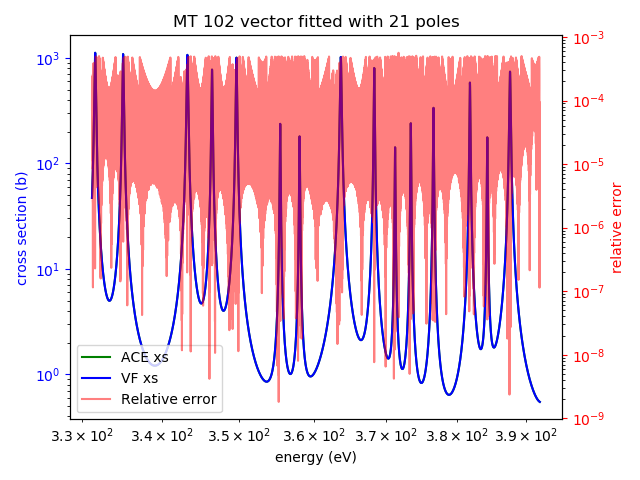 MT 102 vector fitted with 21 poles
10³
10²
10¹
10⁰
cross section (b)
10⁻³
10⁻⁴
10⁻⁵
10⁻⁶
10⁻⁷
10⁻⁸
10⁻⁹
relative error
ACE xs
VF xs
Relative error
3.3 × 10² 3.4 × 10² 3.5 × 10² 3.6 × 10² 3.7 × 10² 3.8 × 10² 3.9 × 10²
energy (eV)